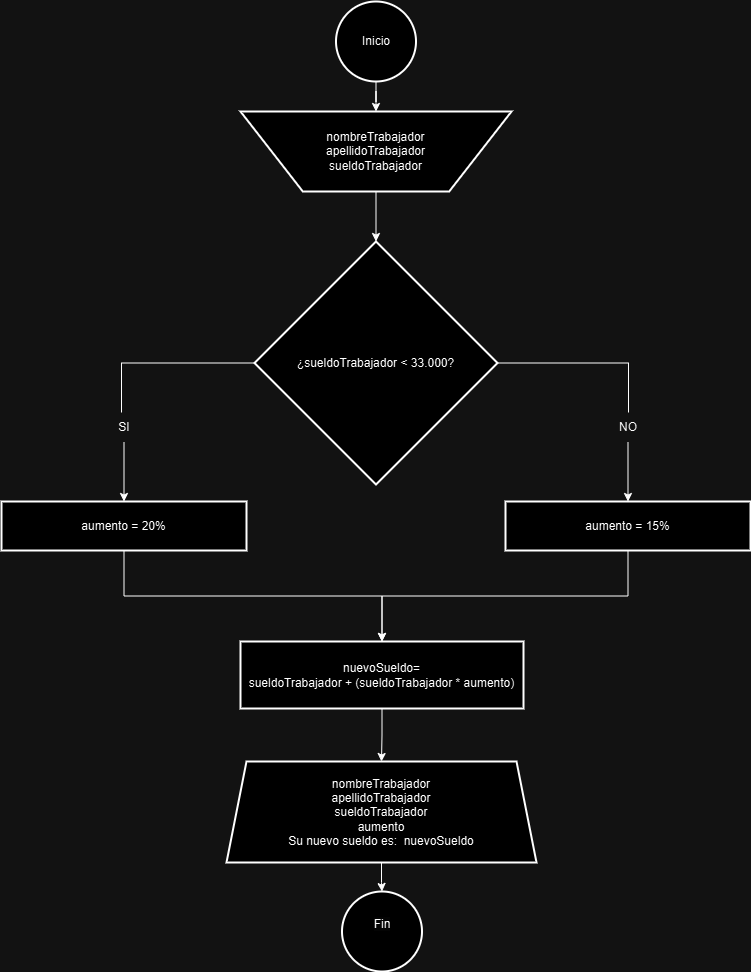 Inicio
nombreTrabajador
apellidoTrabajador
sueldoTrabajador
¿sueldoTrabajador < 33.000?
SI
NO
aumento = 20%
aumento = 15%
nuevoSueldo=
sueldoTrabajador + (sueldoTrabajador * aumento)
nombreTrabajador
apellidoTrabajador
sueldoTrabajador
aumento
Su nuevo sueldo es:  nuevoSueldo
Fin